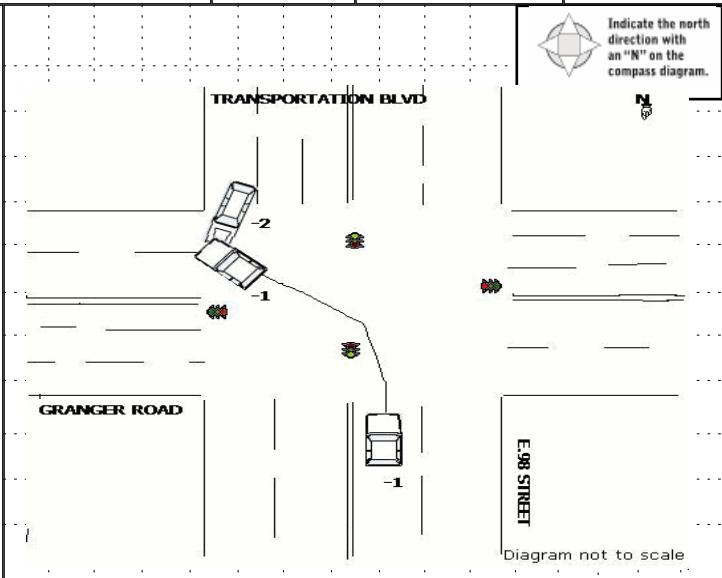 Indicate the north
direction with
an “N” on the
compass diagram.
TRANSPORTATION BLVD
N
-2
-1
GRANGER ROAD
-1
E.98 STREET
Diagram not to scale